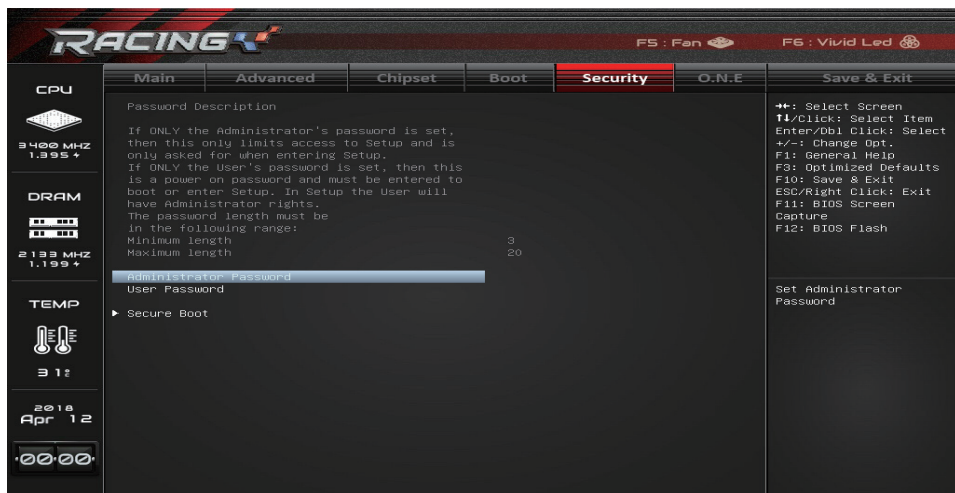 RACING
F5 : Fan
F6 : Vivid Led
Main
Advanced
Chipset
Boot
Security
O.N.E
Save & Exit
CPU
3400 MHZ
1.395
DRAM
2133 MHZ
1.199
TEMP
31
2018
Apr 12
00:00
Password Description
If ONLY the Administrator's password is set,
then this only limits access to Setup and is
only asked for when entering Setup.
If ONLY the User's password is set, then this
is a power on password and must be entered to
boot or enter Setup. In Setup the User will
have Administrator rights.
The password length must be
in the following range:
Minimum length 3
Maximum length 20
Administrator Password
User Password
Secure Boot
→←: Select Screen
↑↓/Click: Select Item
Enter/Dbl Click: Select
+/-: Change Opt.
F1: General Help
F3: Optimized Defaults
F10: Save & Exit
ESC/Right Click: Exit
F11: BIOS Screen
Capture
F12: BIOS Flash
Set Administrator
Password